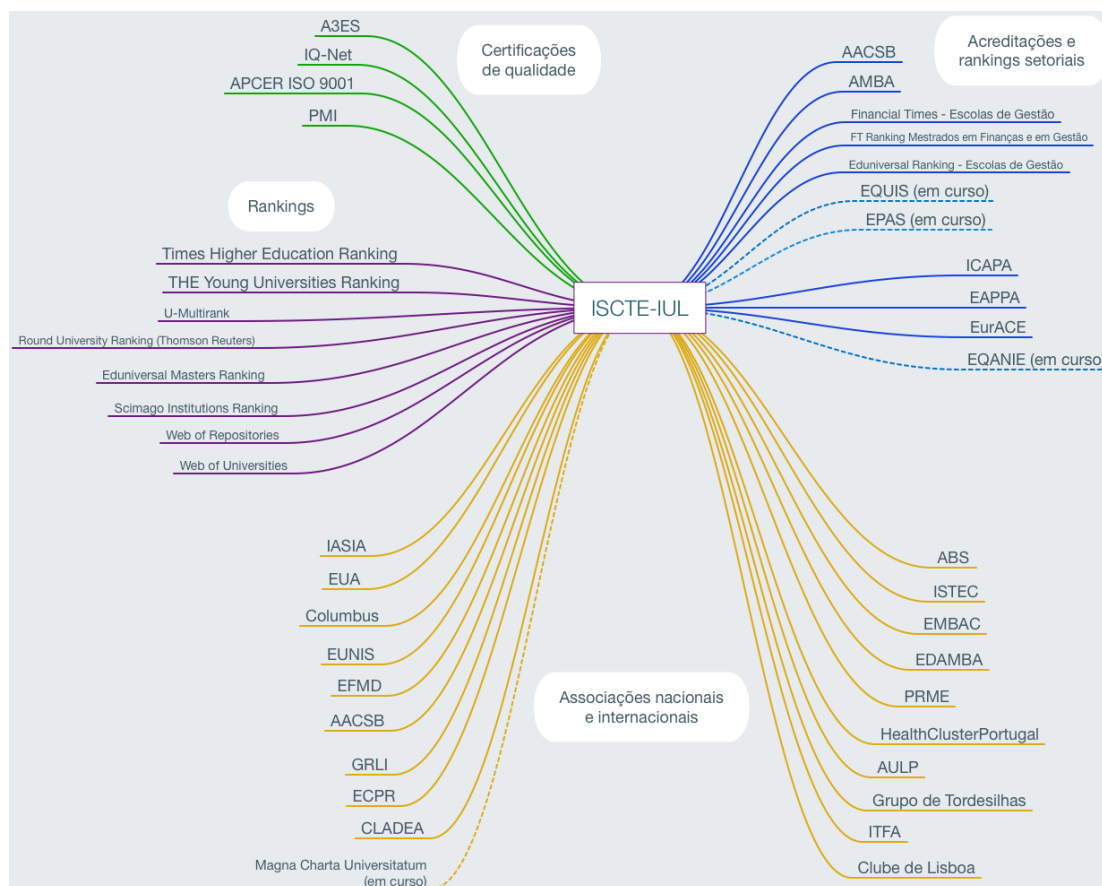 A3ES
IQ-Net
APCER ISO 9001
PMI
Certificações
de qualidade
Acreditações e
rankings setoriais
AACSB
AMBA
Financial Times - Escolas de Gestão
FT Ranking Mestrados em Finanças e em Gestão
Eduniversal Ranking - Escolas de Gestão
EQUIS (em curso)
EPAS (em curso)
ICAPA
EAPPA
EurACE
EQANIE (em curso)
Rankings
Times Higher Education Ranking
THE Young Universities Ranking
U-Multirank
Round University Ranking (Thomson Reuters)
Eduniversal Masters Ranking
Scimago Institutions Ranking
Web of Repositories
Web of Universities
ISCTE-IUL
IASIA
EUA
Columbus
EUNIS
EFMD
AACSB
GRLI
ECPR
CLADEA
Magna Charta Universitatum
(em curso)
Associações nacionais
e internacionais
ABS
ISTEC
EMBAC
EDAMBA
PRME
HealthClusterPortugal
AULP
Grupo de Tordesilhas
ITFA
Clube de Lisboa